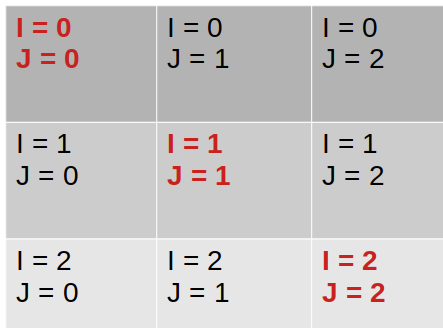 I = 0
J = 0
I = 0
J = 1
I = 0
J = 2
I = 1
J = 0
I = 1
J = 1
I = 1
J = 2
I = 2
J = 0
I = 2
J = 1
I = 2
J = 2